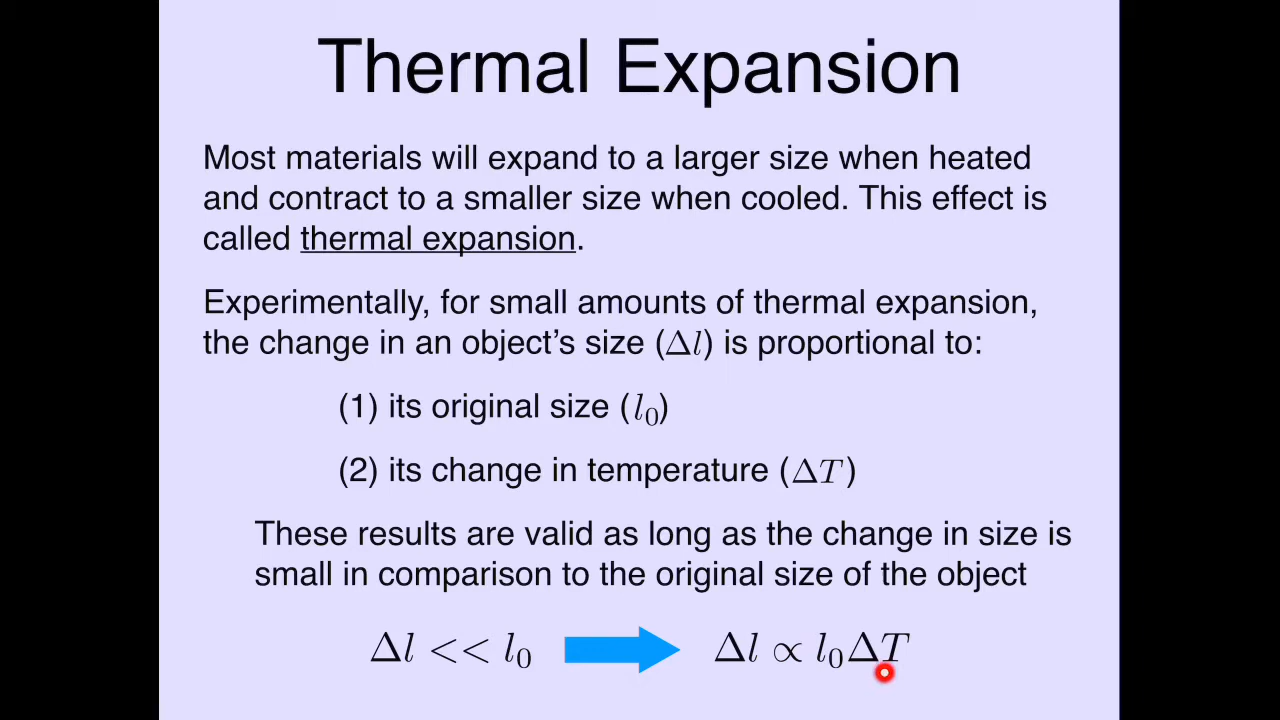 Thermal Expansion
Most materials will expand to a larger size when heated
and contract to a smaller size when cooled. This effect is
called thermal expansion.
Experimentally, for small amounts of thermal expansion,
the change in an object's size (Δl) is proportional to:
(1) its original size (l₀)
(2) its change in temperature (ΔT)
These results are valid as long as the change in size is
small in comparison to the original size of the object
Δl << l₀ Δl ∝ l₀ΔT